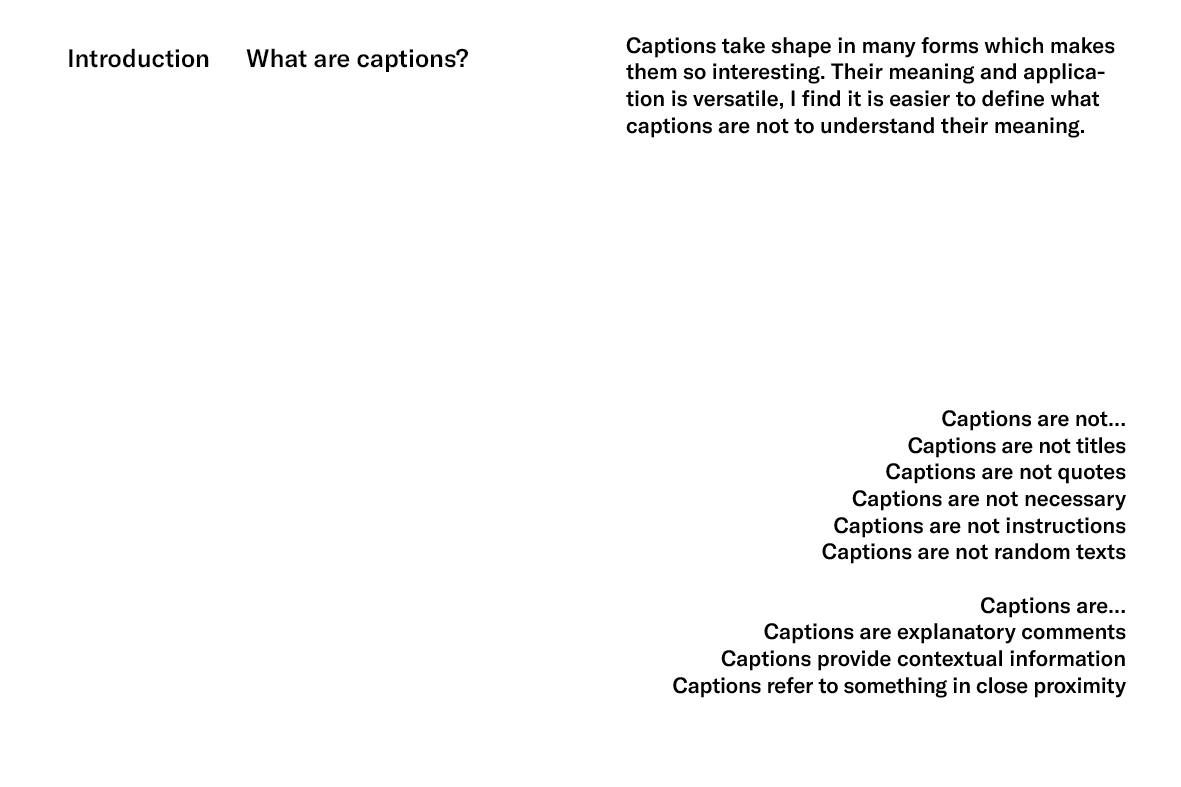 Introduction What are captions?
Captions take shape in many forms which makes
them so interesting. Their meaning and applica-
tion is versatile, I find it is easier to define what
captions are not to understand their meaning.
Captions are not...
Captions are not titles
Captions are not quotes
Captions are not necessary
Captions are not instructions
Captions are not random texts
Captions are...
Captions are explanatory comments
Captions provide contextual information
Captions refer to something in close proximity